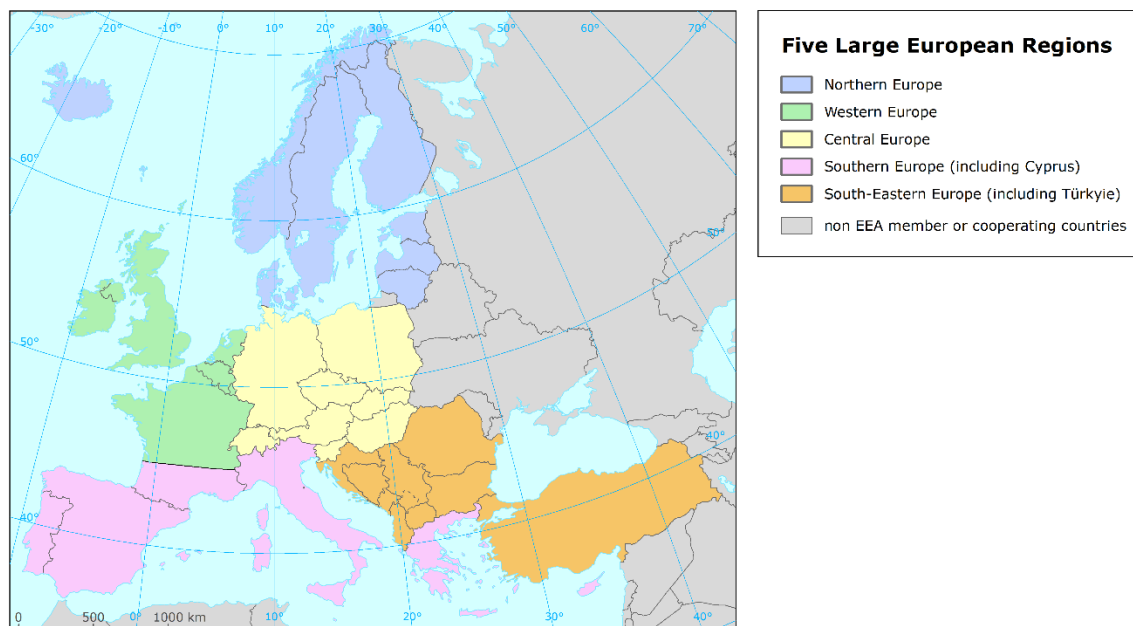 -30° -20° -10° 0° 10° 20° 30° 40° 50° 60° 70°
Five Large European Regions
Northern Europe
Western Europe
Central Europe
Southern Europe (including Cyprus)
South-Eastern Europe (including Türkyie)
non EEA member or cooperating countries
60°
50°
50°
40°
40°
0 500 1000 km 0° 10° 20° 30° 40°